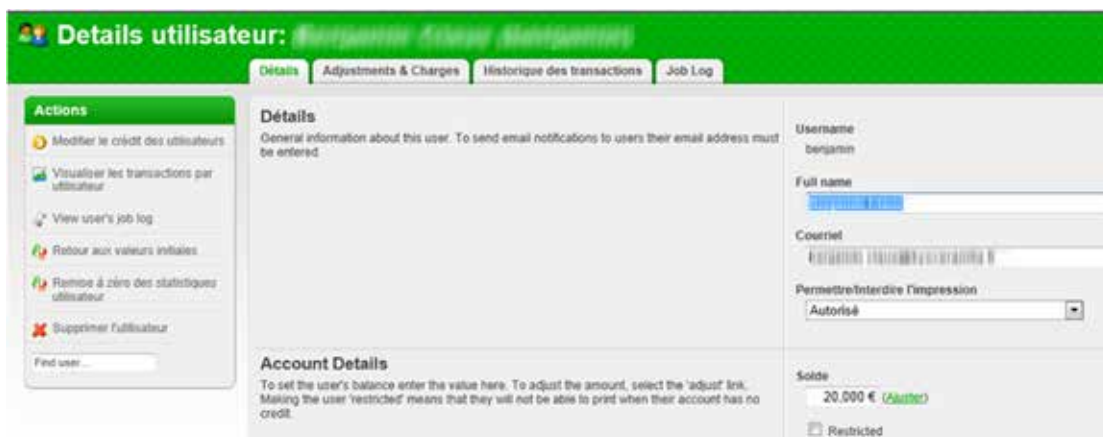 Details utilisateur:
Détails Adjustments & Charges Historique des transactions Job Log
Actions
Modifier le crédit des utilisateurs
Visualiser les transactions par
utilisateur
View user's job log
Retour aux valeurs initiales
Remise à zéro des statistiques
utilisateur
Supprimer l'utilisateur
Find user...
Détails
General information about this user. To send email notifications to users their email address must
be entered.
Username
benjamin
Full name
Courriel
Permettre/Interdire l'impression
Autorisé
Account Details
To set the user's balance enter the value here. To adjust the amount, select the 'adjust' link.
Making the user 'restricted' means that they will not be able to print when their account has no
credit.
Solde
20,000 € (Ajuster)
Restricted